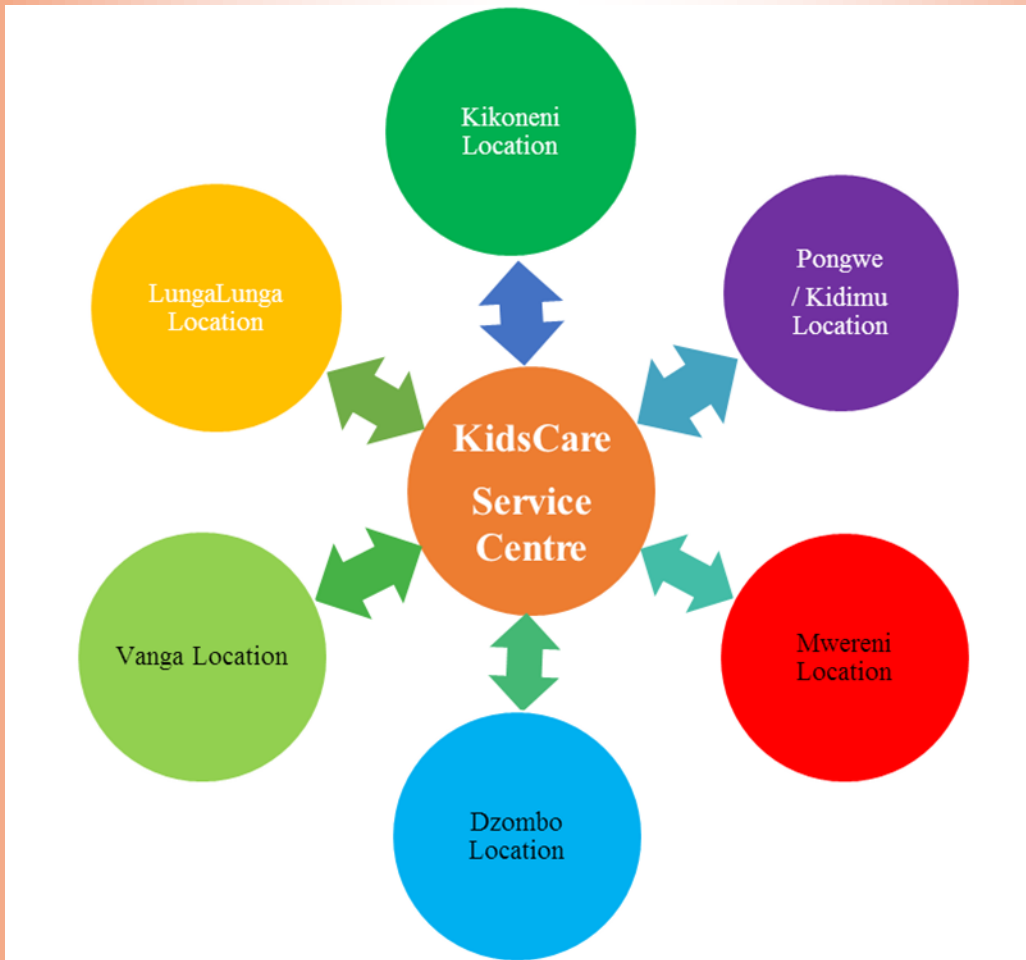 Kikoneni
Location
Pongwe
/ Kidimu
Location
LungaLunga
Location
KidsCare
Service
Centre
Vanga Location
Mwereni
Location
Dzombo
Location